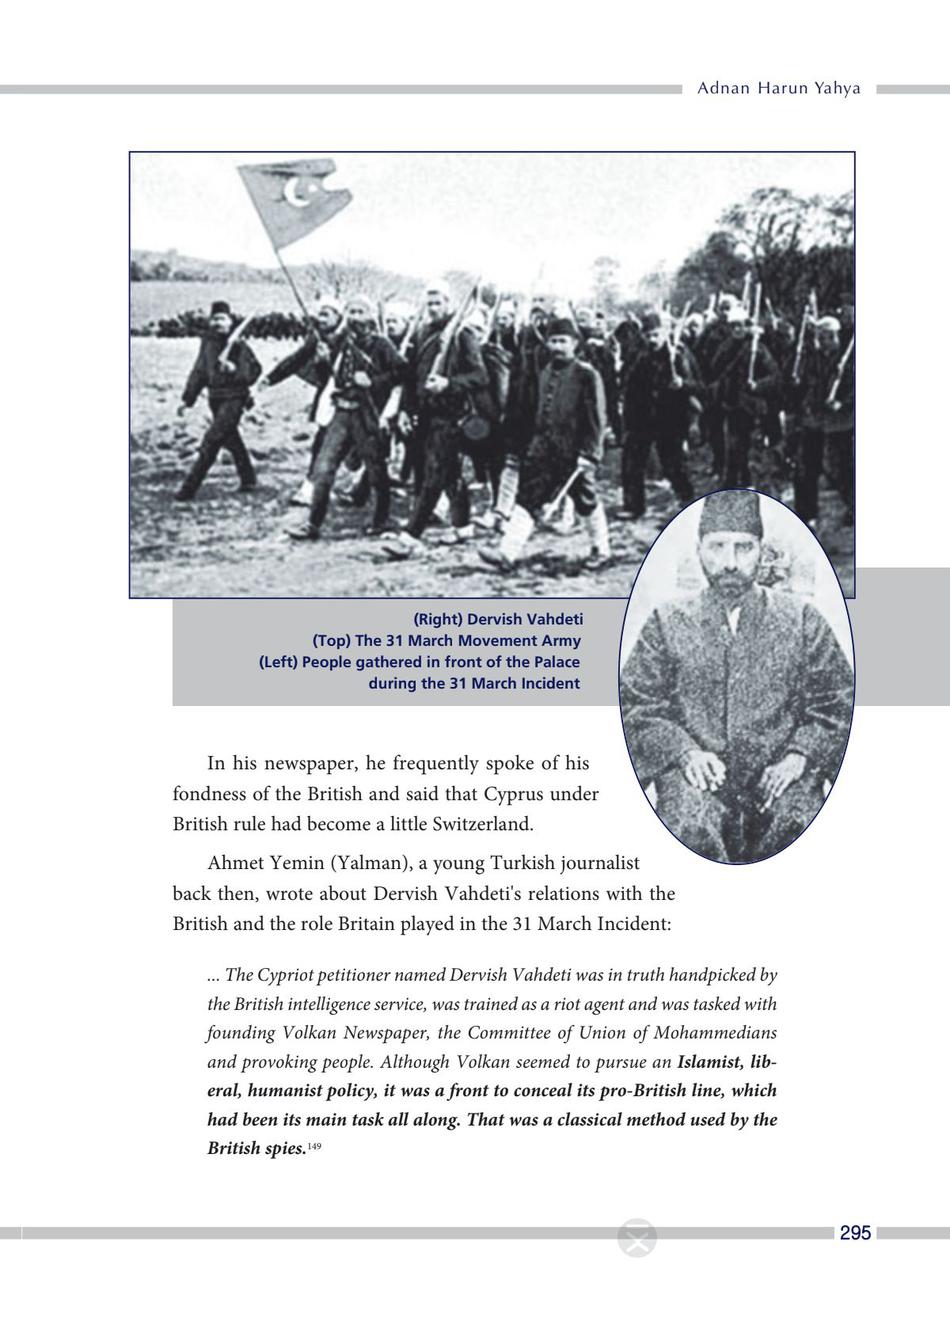 Adnan Harun Yahya
(Right) Dervish Vahdeti
(Top) The 31 March Movement Army
(Left) People gathered in front of the Palace
during the 31 March Incident
In his newspaper, he frequently spoke of his
fondness of the British and said that Cyprus under
British rule had become a little Switzerland.
Ahmet Yemin (Yalman), a young Turkish journalist
back then, wrote about Dervish Vahdeti's relations with the
British and the role Britain played in the 31 March Incident:
... The Cypriot petitioner named Dervish Vahdeti was in truth handpicked by
the British intelligence service, was trained as a riot agent and was tasked with
founding Volkan Newspaper, the Committee of Union of Mohammedians
and provoking people. Although Volkan seemed to pursue an Islamist, lib-
eral, humanist policy, it was a front to conceal its pro-British line, which
had been its main task all along. That was a classical method used by the
British spies.149
295